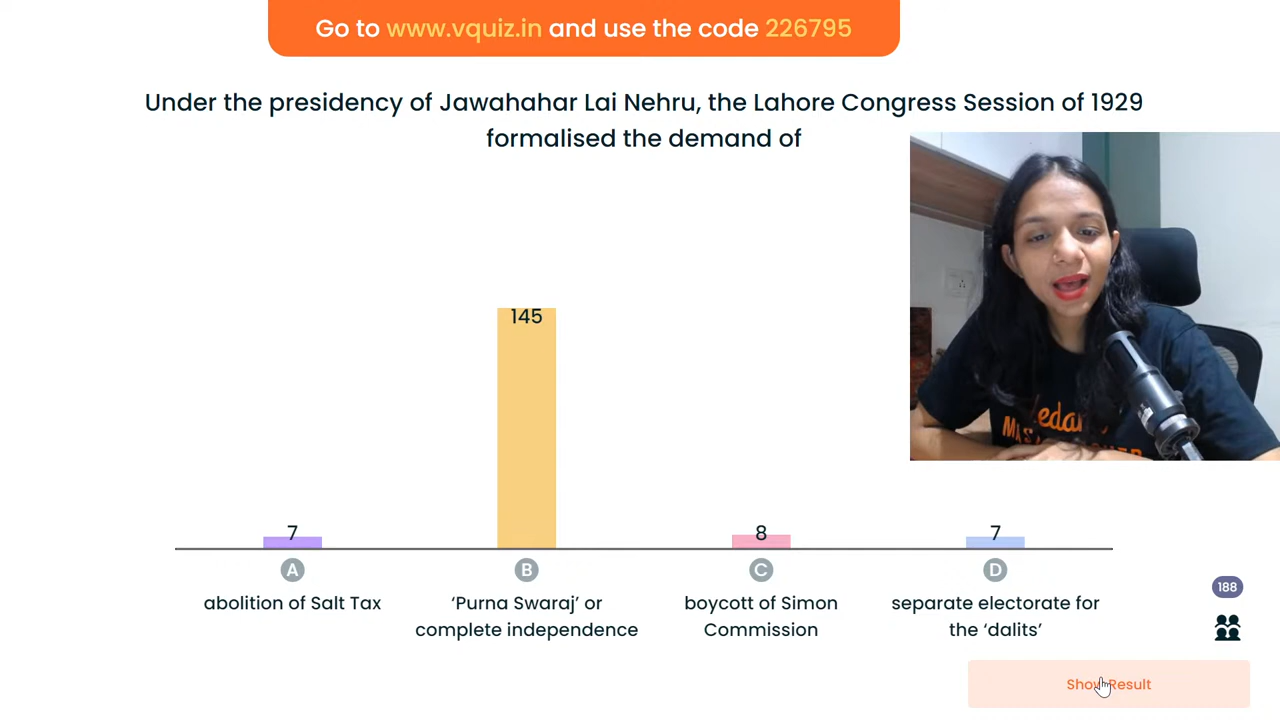 Go to www.vquiz.in and use the code 226795
Under the presidency of Jawahahar Lai Nehru, the Lahore Congress Session of 1929
formalised the demand of
145
7
8
7
A
B
C
D
abolition of Salt Tax
‘Purna Swaraj’ or
complete independence
boycott of Simon
Commission
separate electorate for
the ‘dalits’
188
Show Result